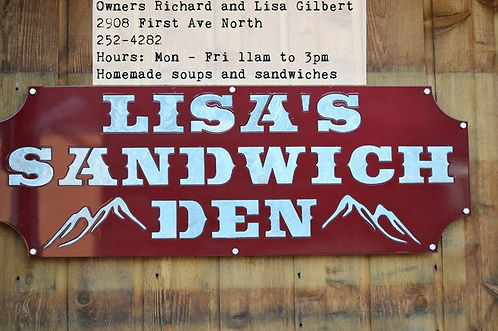 Owners Richard and Lisa Gilbert
2908 First Ave North
252-4282
Hours: Mon - Fri 11am to 3pm
Homemade soups and sandwiches
LISA'S
SANDWICH
DEN